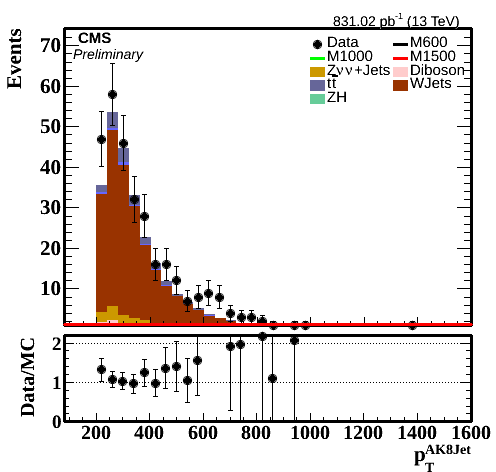 831.02 pb⁻¹ (13 TeV)
CMS
Preliminary
Data
M600
M1000
M1500
Zνν+Jets
Diboson
tt̄
WJets
ZH
Events
70
60
50
40
30
20
10
Data/MC
2
1
0
200 400 600 800 1000 1200 1400 1600
p_T^AK8Jet